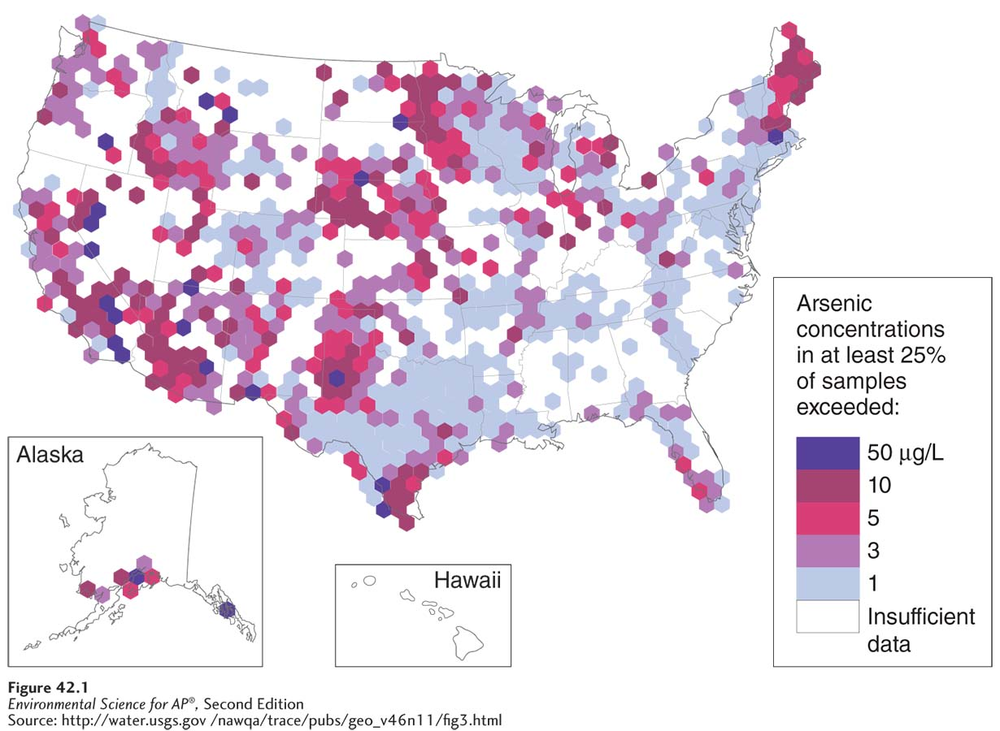 Arsenic
concentrations
in at least 25%
of samples
exceeded:
50 μg/L
10
5
3
1
Insufficient
data
Alaska
Hawaii
Figure 42.1
Environmental Science for AP®, Second Edition
Source: http://water.usgs.gov /nawqa/trace/pubs/geo_v46n11/fig3.html